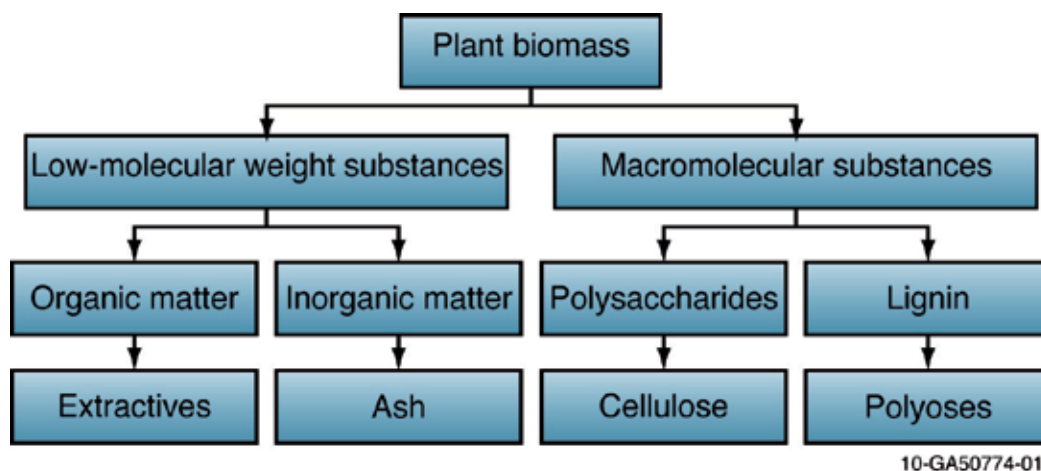 Plant biomass
Low-molecular weight substances
Macromolecular substances
Organic matter
Inorganic matter
Polysaccharides
Lignin
Extractives
Ash
Cellulose
Polyoses
10-GA50774-01